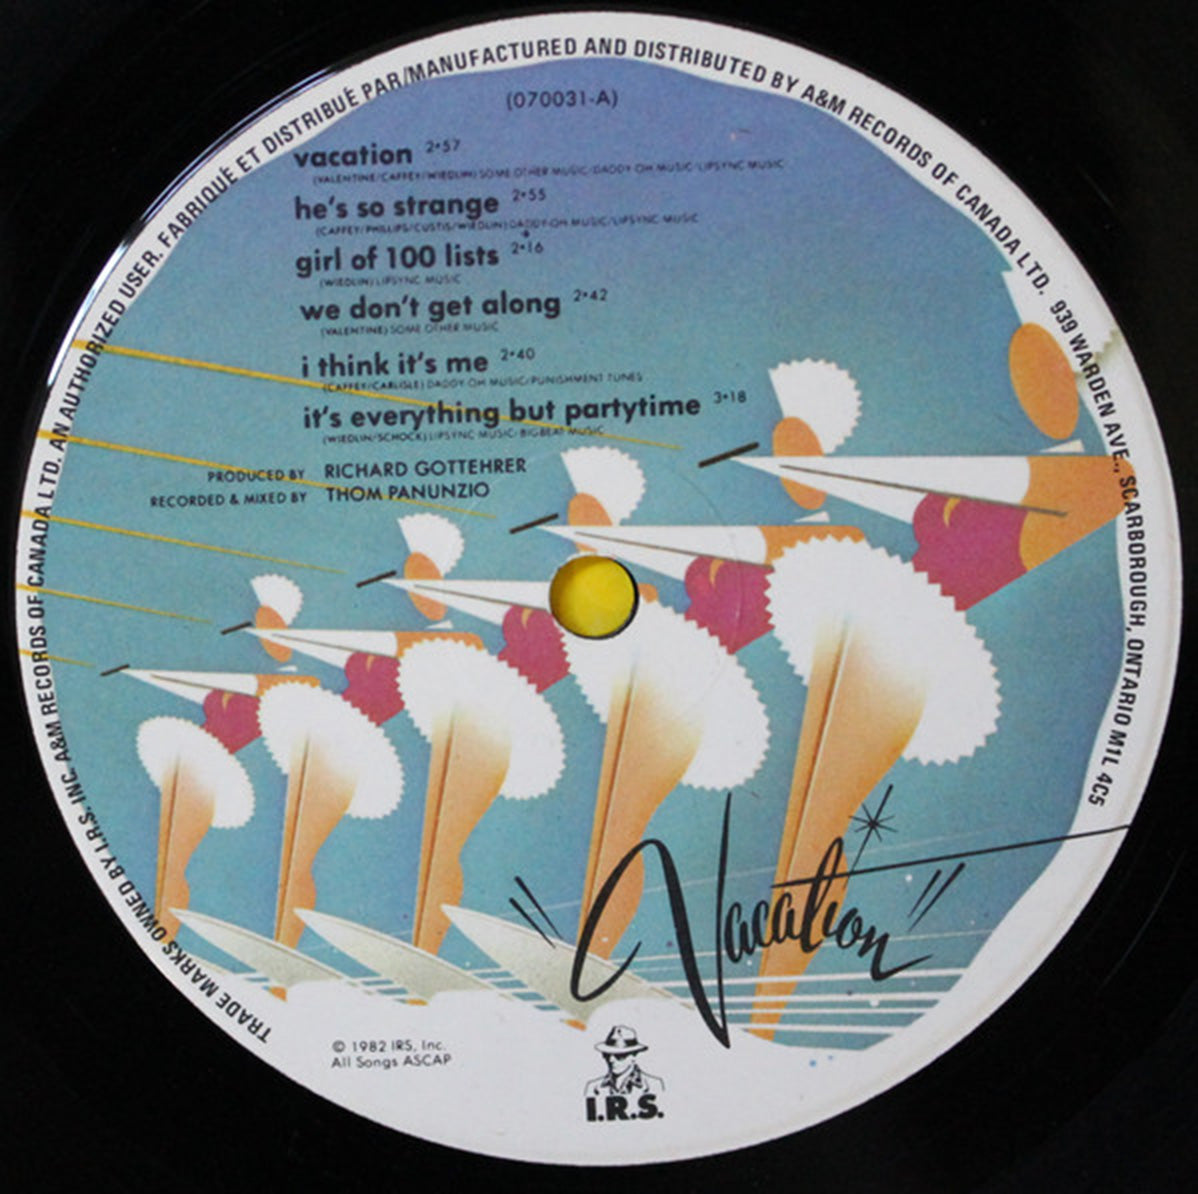 FABRIQUÉ ET DISTRIBUÉ PAR/MANUFACTURED AND DISTRIBUTED BY A&M RECORDS OF CANADA LTD. 939 WARDEN AVE., SCARBOROUGH, ONTARIO M1L 4C5
(070031-A)
vacation 2•57
(VALENTINE/CAFFEY/WIEDLIN) SOME OTHER MUSIC/DADDY OH MUSIC/LIPSYNC MUSIC
he's so strange 2•55
(CAFFEY/PHILLIPS/CUSTIS/WIEDLIN) DADDY-OH MUSIC/LIPSYNC MUSIC
girl of 100 lists 2•16
(WIEDLIN) LIPSYNC MUSIC
we don't get along 2•42
(VALENTINE) SOME OTHER MUSIC
i think it's me 2•40
(CAFFEY/CARLISLE) DADDY OH MUSIC/PUNISHMENT TUNES
it's everything but partytime 3•18
(WIEDLIN/SCHOCK) LIPSYNC MUSIC/BIGBEAT MUSIC
PRODUCED BY RICHARD GOTTEHRER
RECORDED & MIXED BY THOM PANUNZIO
"Vacation"
© 1982 IRS, Inc.
All Songs ASCAP
I.R.S.
TRADE MARKS OWNED BY I.R.S. INC. A&M RECORDS OF CANADA LTD. AN AUTHORIZED USER.